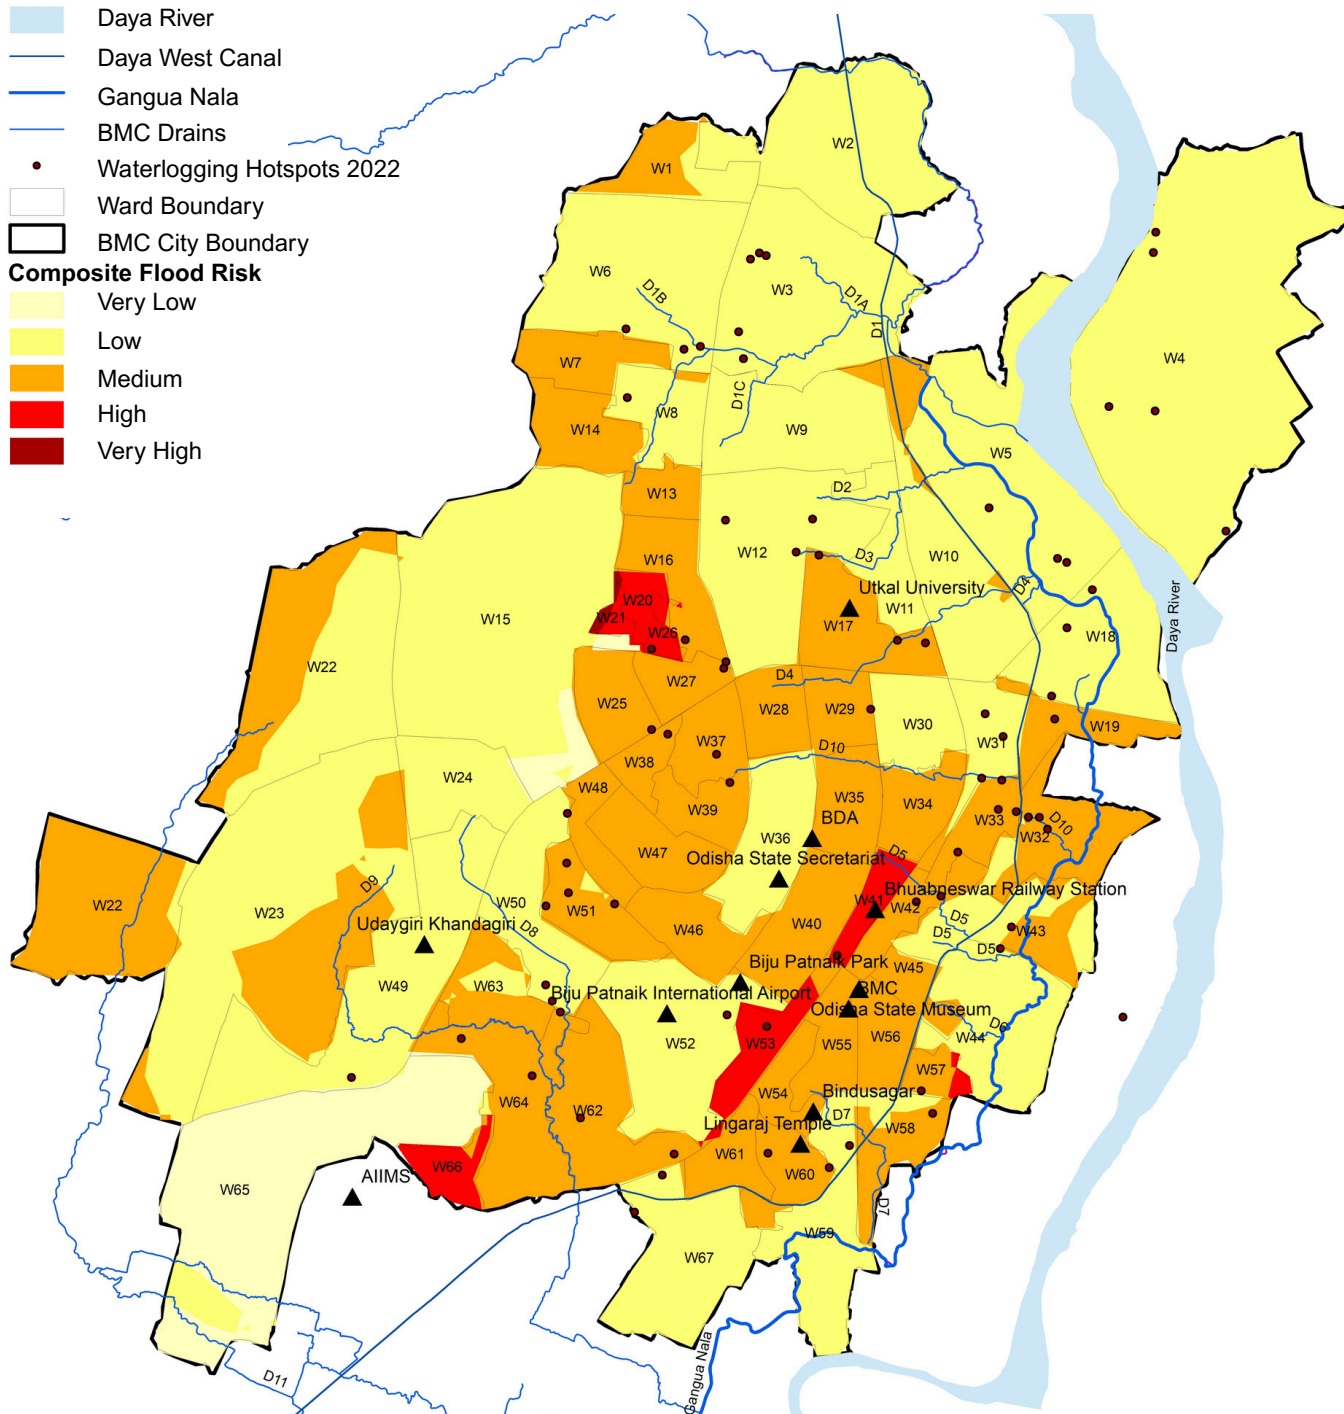 Daya River
Daya West Canal
Gangua Nala
BMC Drains
Waterlogging Hotspots 2022
Ward Boundary
BMC City Boundary
Composite Flood Risk
Very Low
Low
Medium
High
Very High
W2
W1
W6
W3
D1B
D1A
D1
W4
W7
D1C
W8
W9
W14
W5
W13
D2
W12
D3
W10
W16
D4
Utkal University
W20
W11
W15
W21
W17
W26
W18
Daya River
W22
W27
D4
W25
W28
W29
W30
W19
W37
W31
D10
W38
W24
W48
W39
W35
W34
BDA
W33
D10
W32
W36
W47
D5
Odisha State Secretariat
D9
W22
W23
W50
W51
W41
Bhuabneswar Railway Station
W42
Udaygiri Khandagiri
D8
W46
W40
D5
D5
W43
D5
Biju Patnaik Park
W45
W49
W63
Biju Patnaik International Airport
BMC
Odisha State Museum
D6
W52
W53
W55
W56
W44
W57
W64
W62
W54
Bindusagar
D7
W58
Lingaraj Temple
W61
W60
W66
AIIMS
W65
D7
W59
W67
Gangua Nala
D11